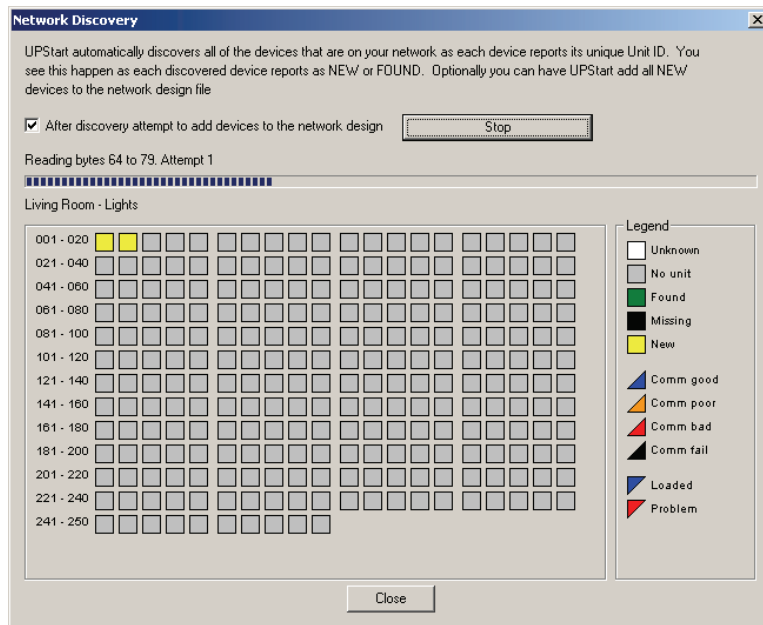 Network Discovery
UPStart automatically discovers all of the devices that are on your network as each device reports its unique Unit ID. You
see this happen as each discovered device reports as NEW or FOUND. Optionally you can have UPStart add all NEW
devices to the network design file
After discovery attempt to add devices to the network design
Stop
Reading bytes 64 to 79. Attempt 1
Living Room - Lights
001 - 020
021 - 040
041 - 060
061 - 080
081 - 100
101 - 120
121 - 140
141 - 160
161 - 180
181 - 200
201 - 220
221 - 240
241 - 250
Legend
Unknown
No unit
Found
Missing
New
Comm good
Comm poor
Comm bad
Comm fail
Loaded
Problem
Close